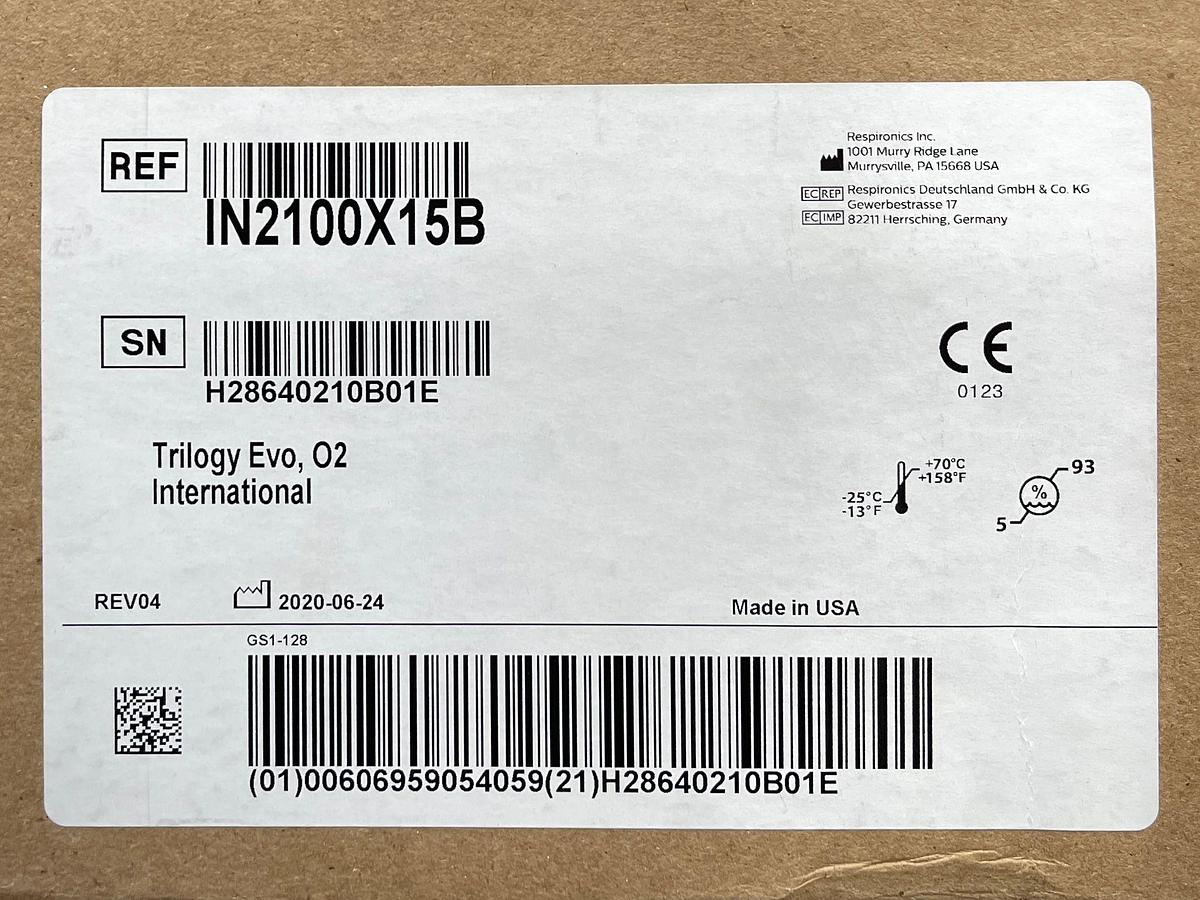 REF
IN2100X15B
Respironics Inc.
1001 Murry Ridge Lane
Murrysville, PA 15668 USA
EC REP Respironics Deutschland GmbH & Co. KG
Gewerbestrasse 17
EC IMP 82211 Herrsching, Germany
SN
H28640210B01E
CE
0123
Trilogy Evo, O2
International
+70°C
+158°F
-25°C
-13°F
%
93
5
REV04
2020-06-24
Made in USA
GS1-128
(01)00606959054059(21)H28640210B01E